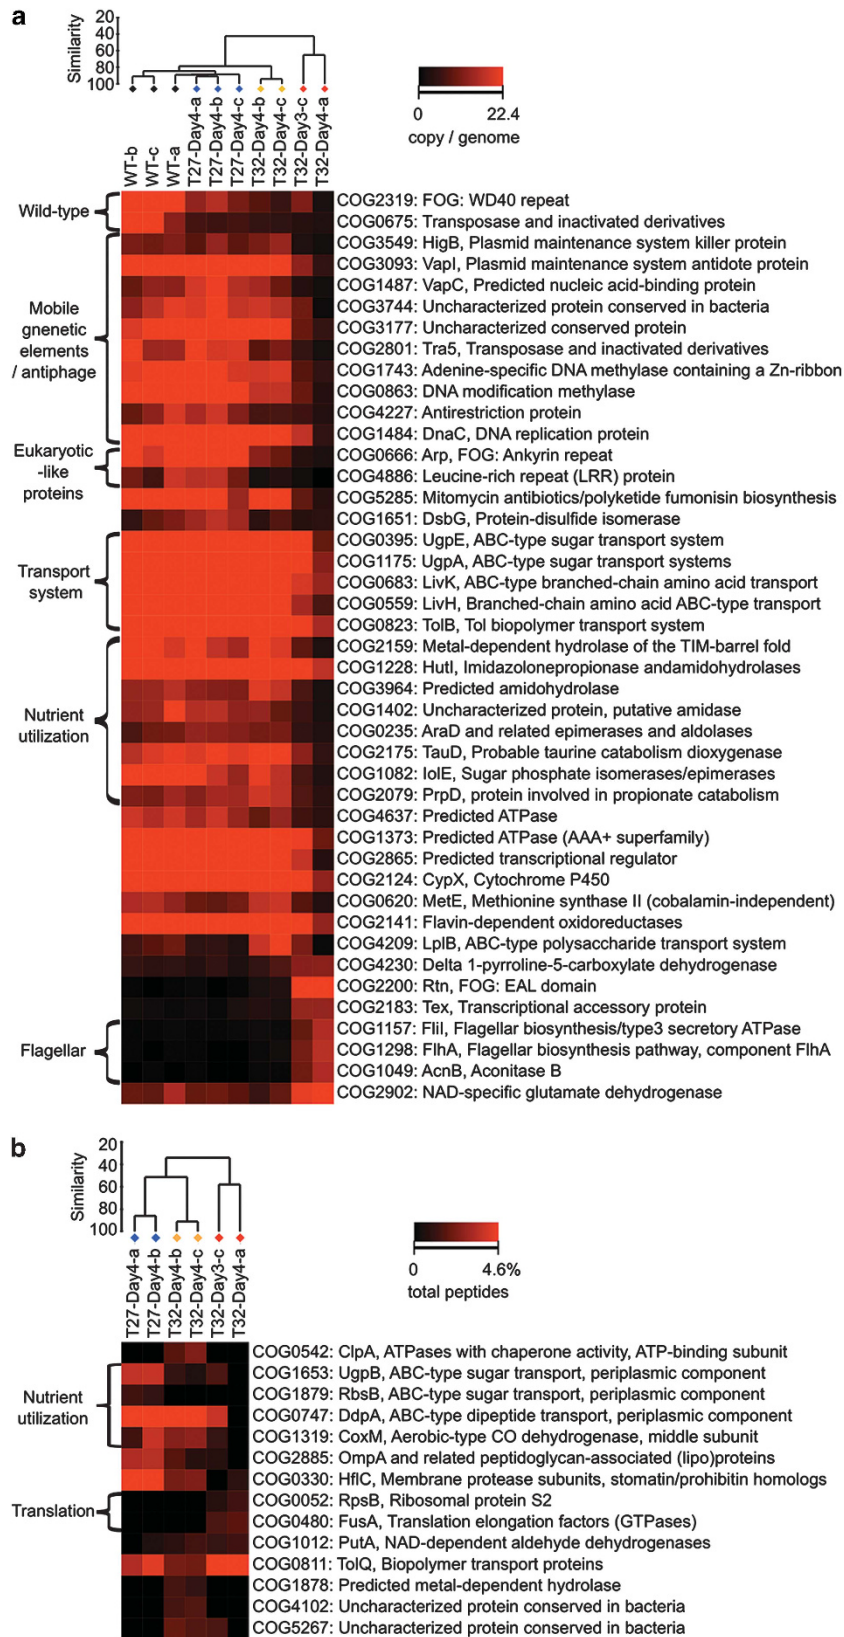 a
Similarity
20
40
60
80
100
0
22.4
copy / genome
WT-b
WT-c
WT-a
T27-Day4-a
T27-Day4-b
T27-Day4-c
T32-Day4-b
T32-Day4-c
T32-Day3-c
T32-Day4-a
Wild-type
COG2319: FOG: WD40 repeat
COG0675: Transposase and inactivated derivatives
Mobile
gnenetic
elements
/ antiphage
COG3549: HigB, Plasmid maintenance system killer protein
COG3093: VapI, Plasmid maintenance system antidote protein
COG1487: VapC, Predicted nucleic acid-binding protein
COG3744: Uncharacterized protein conserved in bacteria
COG3177: Uncharacterized conserved protein
COG2801: Tra5, Transposase and inactivated derivatives
COG1743: Adenine-specific DNA methylase containing a Zn-ribbon
COG0863: DNA modification methylase
COG4227: Antirestriction protein
COG1484: DnaC, DNA replication protein
Eukaryotic
-like
proteins
COG0666: Arp, FOG: Ankyrin repeat
COG4886: Leucine-rich repeat (LRR) protein
COG5285: Mitomycin antibiotics/polyketide fumonisin biosynthesis
COG1651: DsbG, Protein-disulfide isomerase
Transport
system
COG0395: UgpE, ABC-type sugar transport system
COG1175: UgpA, ABC-type sugar transport systems
COG0683: LivK, ABC-type branched-chain amino acid transport
COG0559: LivH, Branched-chain amino acid ABC-type transport
COG0823: TolB, Tol biopolymer transport system
Nutrient
utilization
COG2159: Metal-dependent hydrolase of the TIM-barrel fold
COG1228: HutI, Imidazolonepropionase andamidohydrolases
COG3964: Predicted amidohydrolase
COG1402: Uncharacterized protein, putative amidase
COG0235: AraD and related epimerases and aldolases
COG2175: TauD, Probable taurine catabolism dioxygenase
COG1082: IolE, Sugar phosphate isomerases/epimerases
COG2079: PrpD, protein involved in propionate catabolism
COG4637: Predicted ATPase
COG1373: Predicted ATPase (AAA+ superfamily)
COG2865: Predicted transcriptional regulator
COG2124: CypX, Cytochrome P450
COG0620: MetE, Methionine synthase II (cobalamin-independent)
COG2141: Flavin-dependent oxidoreductases
COG4209: LplB, ABC-type polysaccharide transport system
COG4230: Delta 1-pyrroline-5-carboxylate dehydrogenase
COG2200: Rtn, FOG: EAL domain
COG2183: Tex, Transcriptional accessory protein
Flagellar
COG1157: FliI, Flagellar biosynthesis/type3 secretory ATPase
COG1298: FlhA, Flagellar biosynthesis pathway, component FlhA
COG1049: AcnB, Aconitase B
COG2902: NAD-specific glutamate dehydrogenase
b
Similarity
20
40
60
80
100
0
4.6%
total peptides
T27-Day4-a
T27-Day4-b
T32-Day4-b
T32-Day4-c
T32-Day3-c
T32-Day4-a
COG0542: ClpA, ATPases with chaperone activity, ATP-binding subunit
Nutrient
utilization
COG1653: UgpB, ABC-type sugar transport, periplasmic component
COG1879: RbsB, ABC-type sugar transport, periplasmic component
COG0747: DdpA, ABC-type dipeptide transport, periplasmic component
COG1319: CoxM, Aerobic-type CO dehydrogenase, middle subunit
COG2885: OmpA and related peptidoglycan-associated (lipo)proteins
COG0330: HflC, Membrane protease subunits, stomatin/prohibitin homologs
Translation
COG0052: RpsB, Ribosomal protein S2
COG0480: FusA, Translation elongation factors (GTPases)
COG1012: PutA, NAD-dependent aldehyde dehydrogenases
COG0811: TolQ, Biopolymer transport proteins
COG1878: Predicted metal-dependent hydrolase
COG4102: Uncharacterized protein conserved in bacteria
COG5267: Uncharacterized protein conserved in bacteria